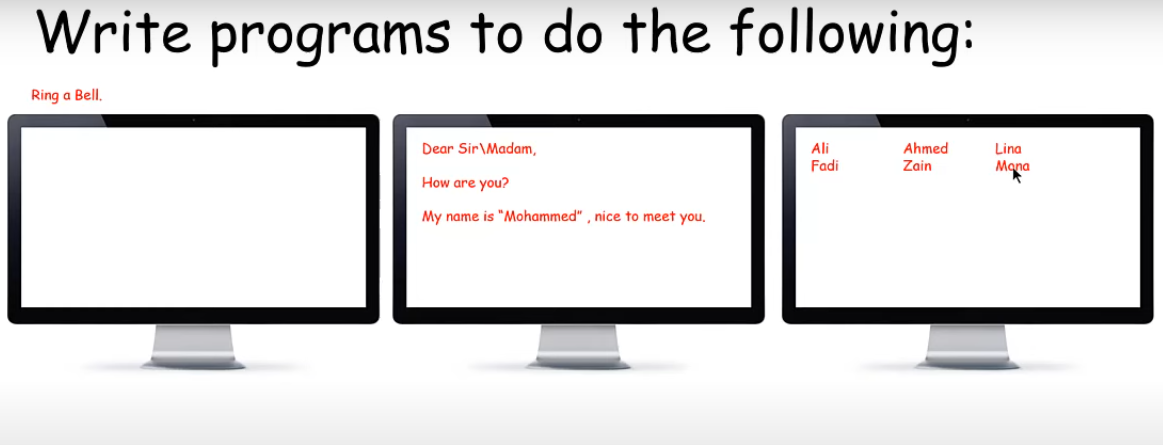 Write programs to do the following:
Ring a Bell.
Dear Sir\Madam,
How are you?
My name is “Mohammed” , nice to meet you.
Ali Ahmed Lina
Fadi Zain Mona